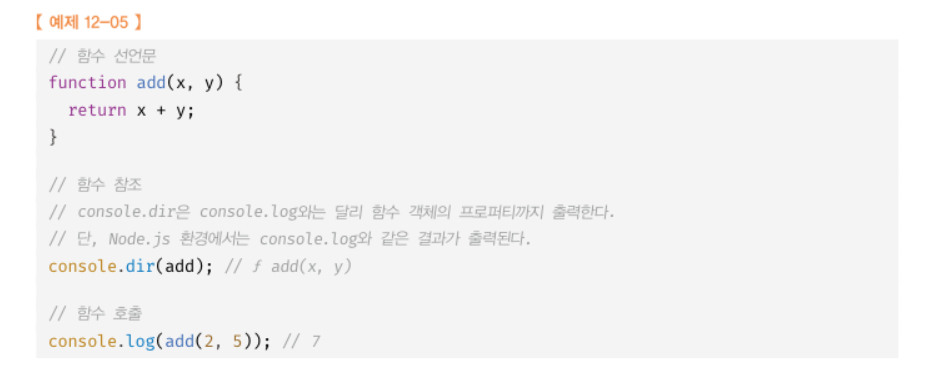 【 예제 12-05 】
// 함수 선언문
function add(x, y) {
  return x + y;
}
// 함수 참조
// console.dir은 console.log와는 달리 함수 객체의 프로퍼티까지 출력한다.
// 단, Node.js 환경에서는 console.log와 같은 결과가 출력된다.
console.dir(add); // ƒ add(x, y)
// 함수 호출
console.log(add(2, 5)); // 7